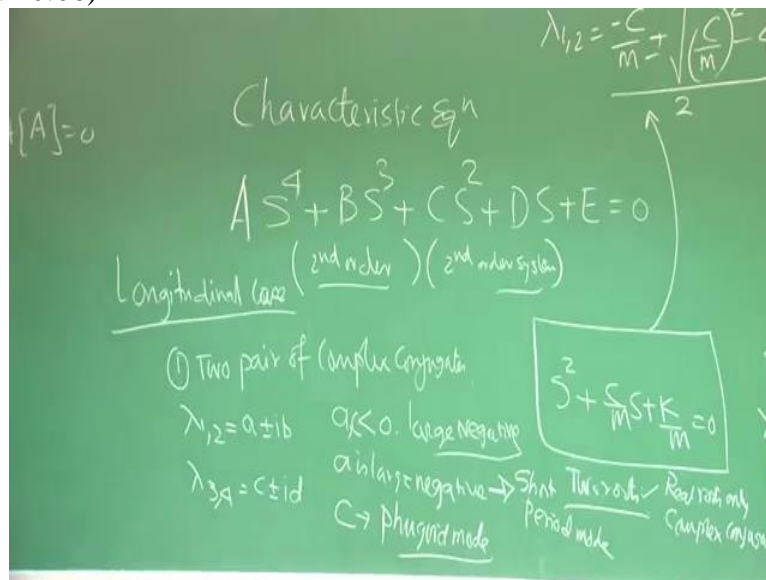 λ1,2 = -C/m ± √(C/m)² -
2
[A]=0
Characteristic Eqn
AS⁴+BS³+CS²+DS+E=0
(2nd order) (2nd order system)
Longitudinal Case
① Two pair of Complex Conjugates
S²+C/m S+K/m=0
λ1,2=a±ib a<0. large negative
a is large negative → Short Period mode
Two roots
Real roots only
Complex Conjuga
λ3,4=c±id
C → phugoid mode